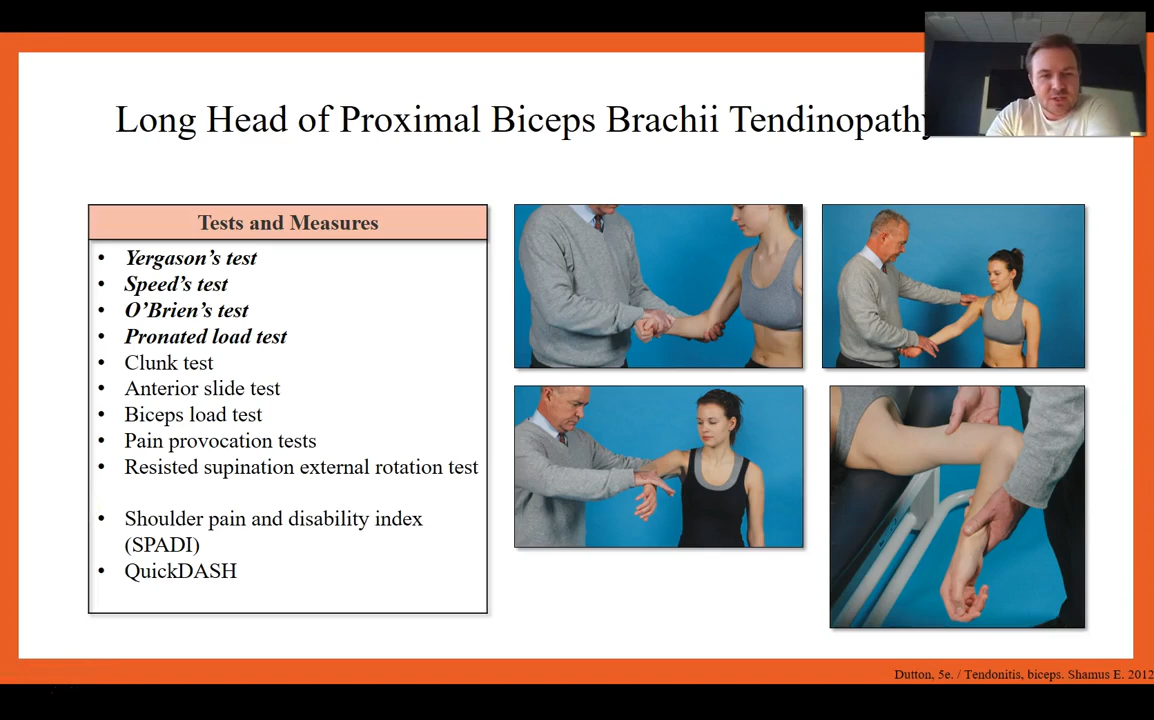 Long Head of Proximal Biceps Brachii Tendinopathy
Tests and Measures
• Yergason's test
• Speed's test
• O'Brien's test
• Pronated load test
• Clunk test
• Anterior slide test
• Biceps load test
• Pain provocation tests
• Resisted supination external rotation test
• Shoulder pain and disability index
(SPADI)
• QuickDASH
Dutton, 5e. / Tendonitis, biceps. Shamus E. 2012